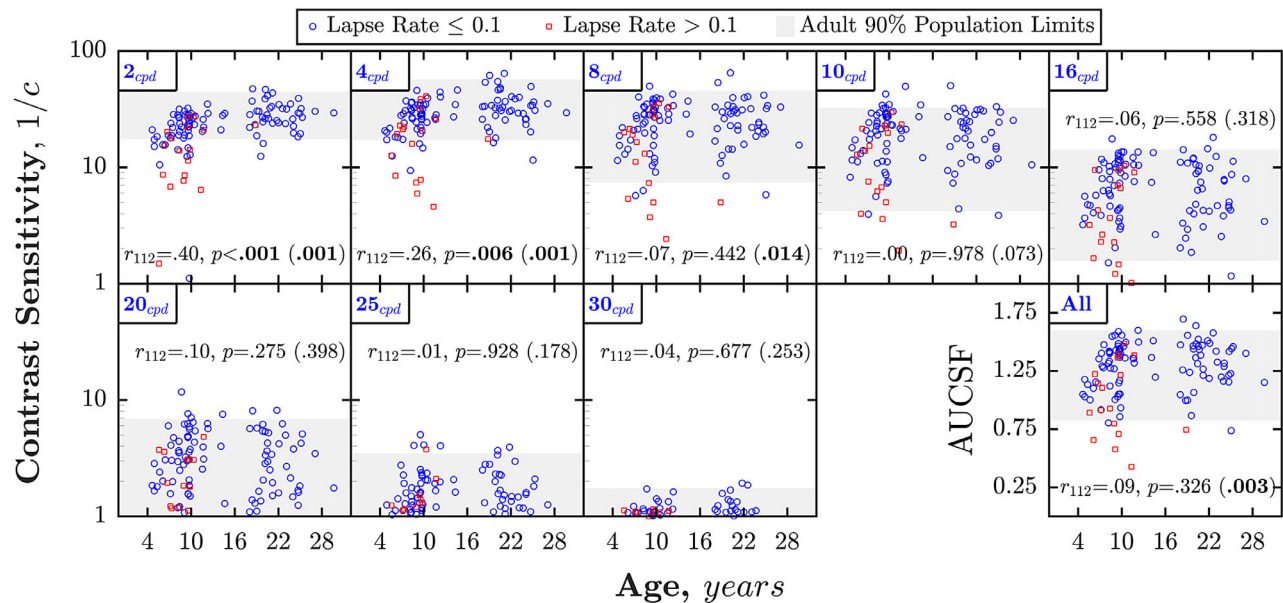 Lapse Rate ≤ 0.1 Lapse Rate > 0.1 Adult 90% Population Limits
Contrast Sensitivity, 1/c
100
10
1
2cpd
r112=.40, p<.001 (.001)
4cpd
r112=.26, p=.006 (.001)
8cpd
r112=.07, p=.442 (.014)
10cpd
r112=.00, p=.978 (.073)
16cpd
r112=.06, p=.558 (.318)
10
1
20cpd
r112=.10, p=.275 (.398)
25cpd
r112=.01, p=.928 (.178)
30cpd
r112=.04, p=.677 (.253)
AUCSF
1.75
1.25
0.75
0.25
All
r112=.09, p=.326 (.003)
4 10 16 22 28 4 10 16 22 28 4 10 16 22 28 4 10 16 22 28
Age, years